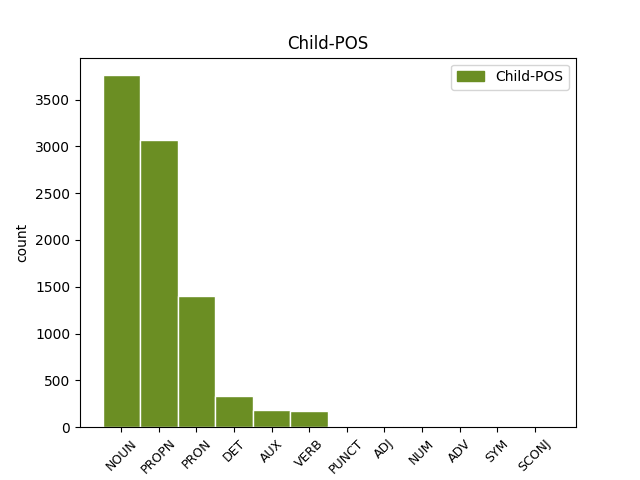 Child-POS
Child-POS
3500
3000
2500
2000
1500
1000
500
0
count
NOUN
PROPN
PRON
DET
AUX
VERB
PUNCT
ADJ
NUM
ADV
SYM
SCONJ